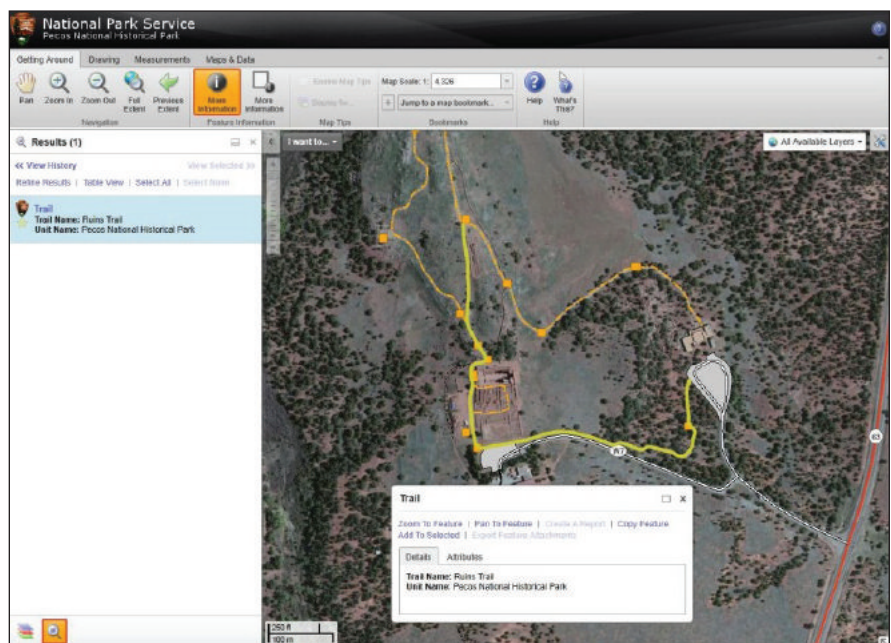 National Park Service
Pecos National Historical Park
Getting Around
Drawing
Measurements
Maps & Data
Pan
Zoom In
Zoom Out
Full Extent
Previous Extent
Navigation
More Information
More Information
Feature Information
Map Tips
Map Scale: 1: 4,326
Jump to a map bookmark...
Bookmarks
Help
What's This?
Help
Results (1)
<< View History
View Selected >>
Refine Results | Table View | Select All | Select None
Trail
Trail Name: Ruins Trail
Unit Name: Pecos National Historical Park
I want to...
All Available Layers
63
Trail
Zoom To Feature | Pan To Feature | Create A Report | Copy Feature
Add To Selected | Export Feature Attachments
Details
Attributes
Trail Name: Ruins Trail
Unit Name: Pecos National Historical Park
250 ft
100 m